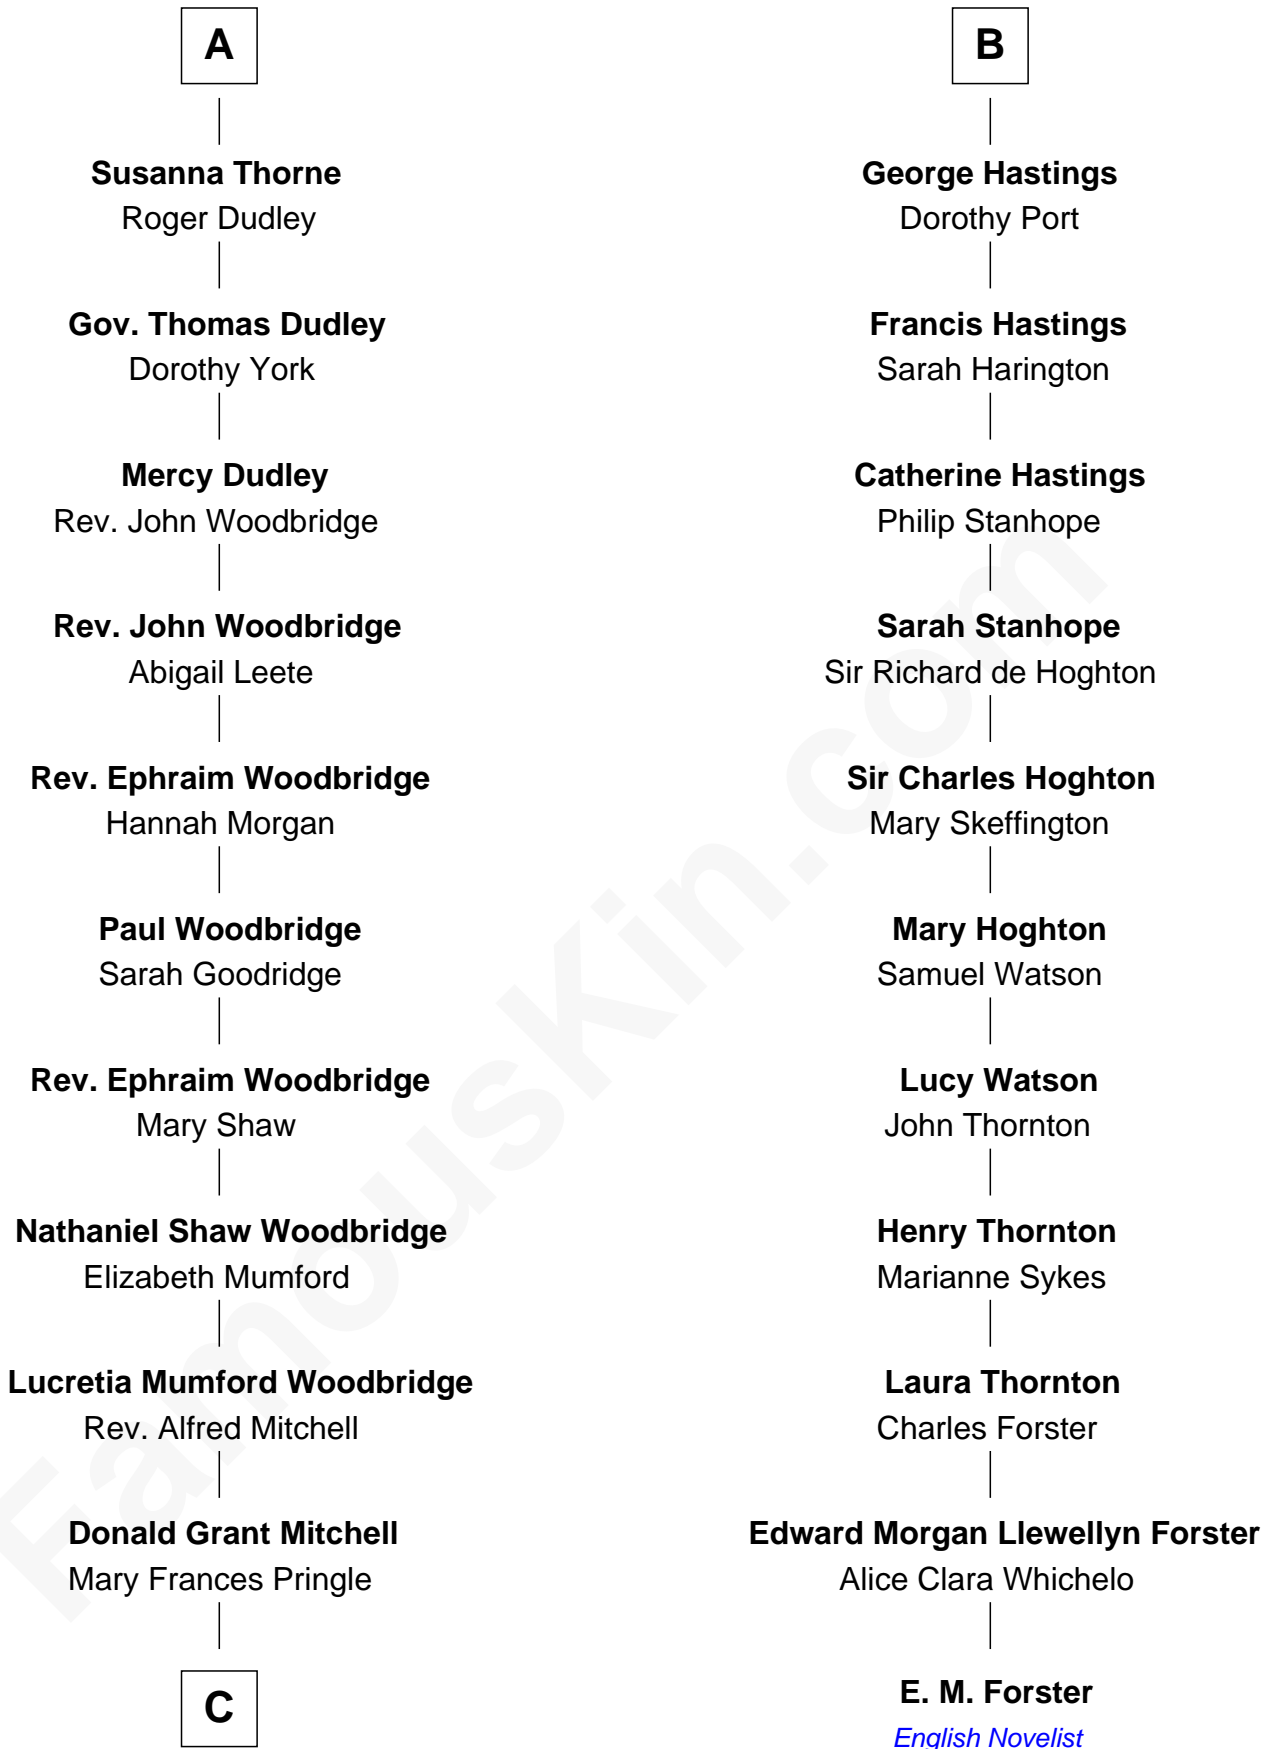 A
Susanna Thorne
Roger Dudley
Gov. Thomas Dudley
Dorothy York
Mercy Dudley
Rev. John Woodbridge
Rev. John Woodbridge
Abigail Leete
Rev. Ephraim Woodbridge
Hannah Morgan
Paul Woodbridge
Sarah Goodridge
Rev. Ephraim Woodbridge
Mary Shaw
Nathaniel Shaw Woodbridge
Elizabeth Mumford
Lucretia Mumford Woodbridge
Rev. Alfred Mitchell
Donald Grant Mitchell
Mary Frances Pringle
C
B
George Hastings
Dorothy Port
Francis Hastings
Sarah Harington
Catherine Hastings
Philip Stanhope
Sarah Stanhope
Sir Richard de Hoghton
Sir Charles Hoghton
Mary Skeffington
Mary Hoghton
Samuel Watson
Lucy Watson
John Thornton
Henry Thornton
Marianne Sykes
Laura Thornton
Charles Forster
Edward Morgan Llewellyn Forster
Alice Clara Whichelo
E. M. Forster
English Novelist
FamousKin.com